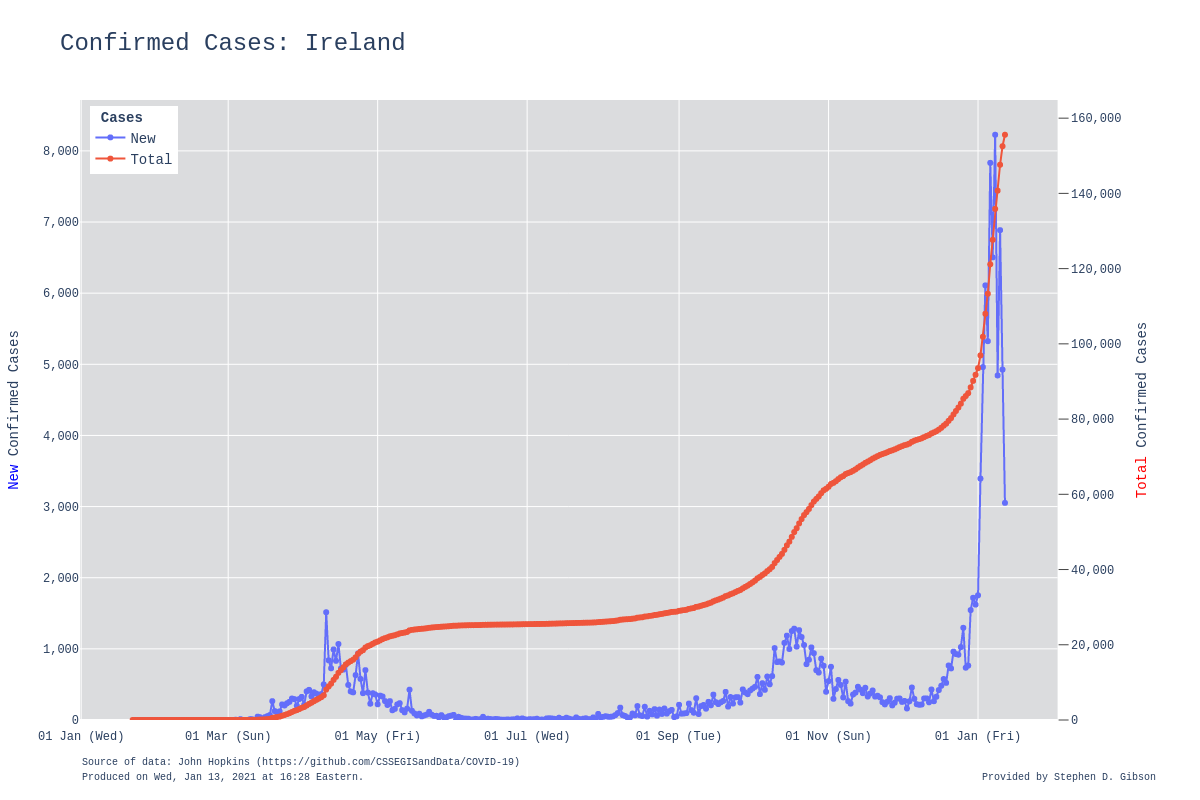 Confirmed Cases: Ireland
Cases
New
Total
8,000
7,000
6,000
5,000
4,000
3,000
2,000
1,000
0
160,000
140,000
120,000
100,000
80,000
60,000
40,000
20,000
0
New Confirmed Cases
Total Confirmed Cases
01 Jan (Wed) 01 Mar (Sun) 01 May (Fri) 01 Jul (Wed) 01 Sep (Tue) 01 Nov (Sun) 01 Jan (Fri)
Source of data: John Hopkins (https://github.com/CSSEGISandData/COVID-19)
Produced on Wed, Jan 13, 2021 at 16:28 Eastern.
Provided by Stephen D. Gibson